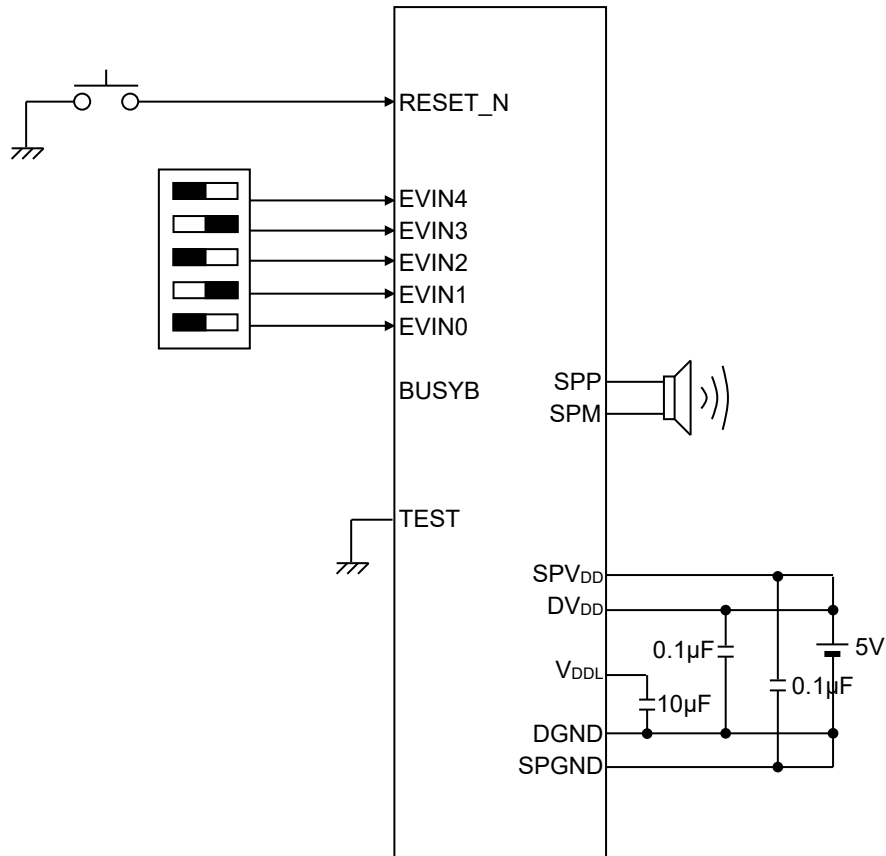 RESET_N
EVIN4
EVIN3
EVIN2
EVIN1
EVIN0
BUSYB
SPP
SPM
TEST
SPVDD
DVDD
5V
0.1µF
VDDL
0.1µF
10µF
DGND
SPGND